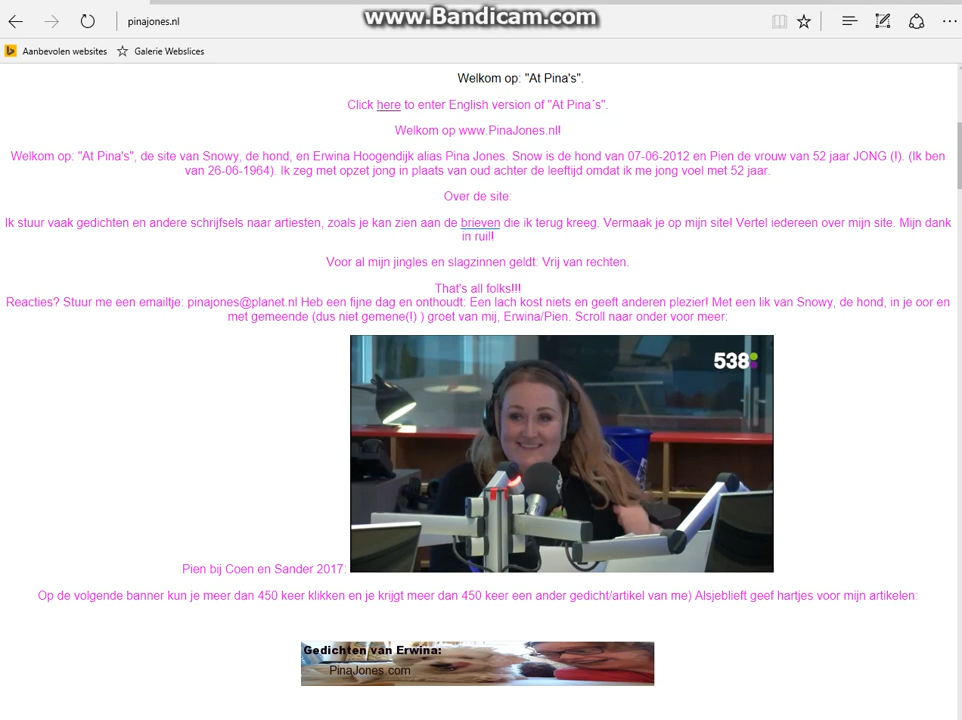 www.Bandicam.com
pinajones.nl
Aanbevolen websites
Galerie Webslices
Welkom op: "At Pina's".
Click here to enter English version of "At Pina´s".
Welkom op www.PinaJones.nl!
Welkom op: "At Pina's", de site van Snowy, de hond, en Erwina Hoogendijk alias Pina Jones. Snow is de hond van 07-06-2012 en Pien de vrouw van 52 jaar JONG (!). (Ik ben
van 26-06-1964). Ik zeg met opzet jong in plaats van oud achter de leeftijd omdat ik me jong voel met 52 jaar.
Over de site:
Ik stuur vaak gedichten en andere schrijfsels naar artiesten, zoals je kan zien aan de brieven die ik terug kreeg. Vermaak je op mijn site! Vertel iedereen over mijn site. Mijn dank
in ruil!
Voor al mijn jingles en slagzinnen geldt: Vrij van rechten.
That's all folks!!!
Reacties? Stuur me een emailtje: pinajones@planet.nl Heb een fijne dag en onthoudt: Een lach kost niets en geeft anderen plezier! Met een lik van Snowy, de hond, in je oor en
met gemeende (dus niet gemene(!) ) groet van mij, Erwina/Pien. Scroll naar onder voor meer:
538
Pien bij Coen en Sander 2017:
Op de volgende banner kun je meer dan 450 keer klikken en je krijgt meer dan 450 keer een ander gedicht/artikel van me) Alsjeblieft geef hartjes voor mijn artikelen:
Gedichten van Erwina:
PinaJones.com